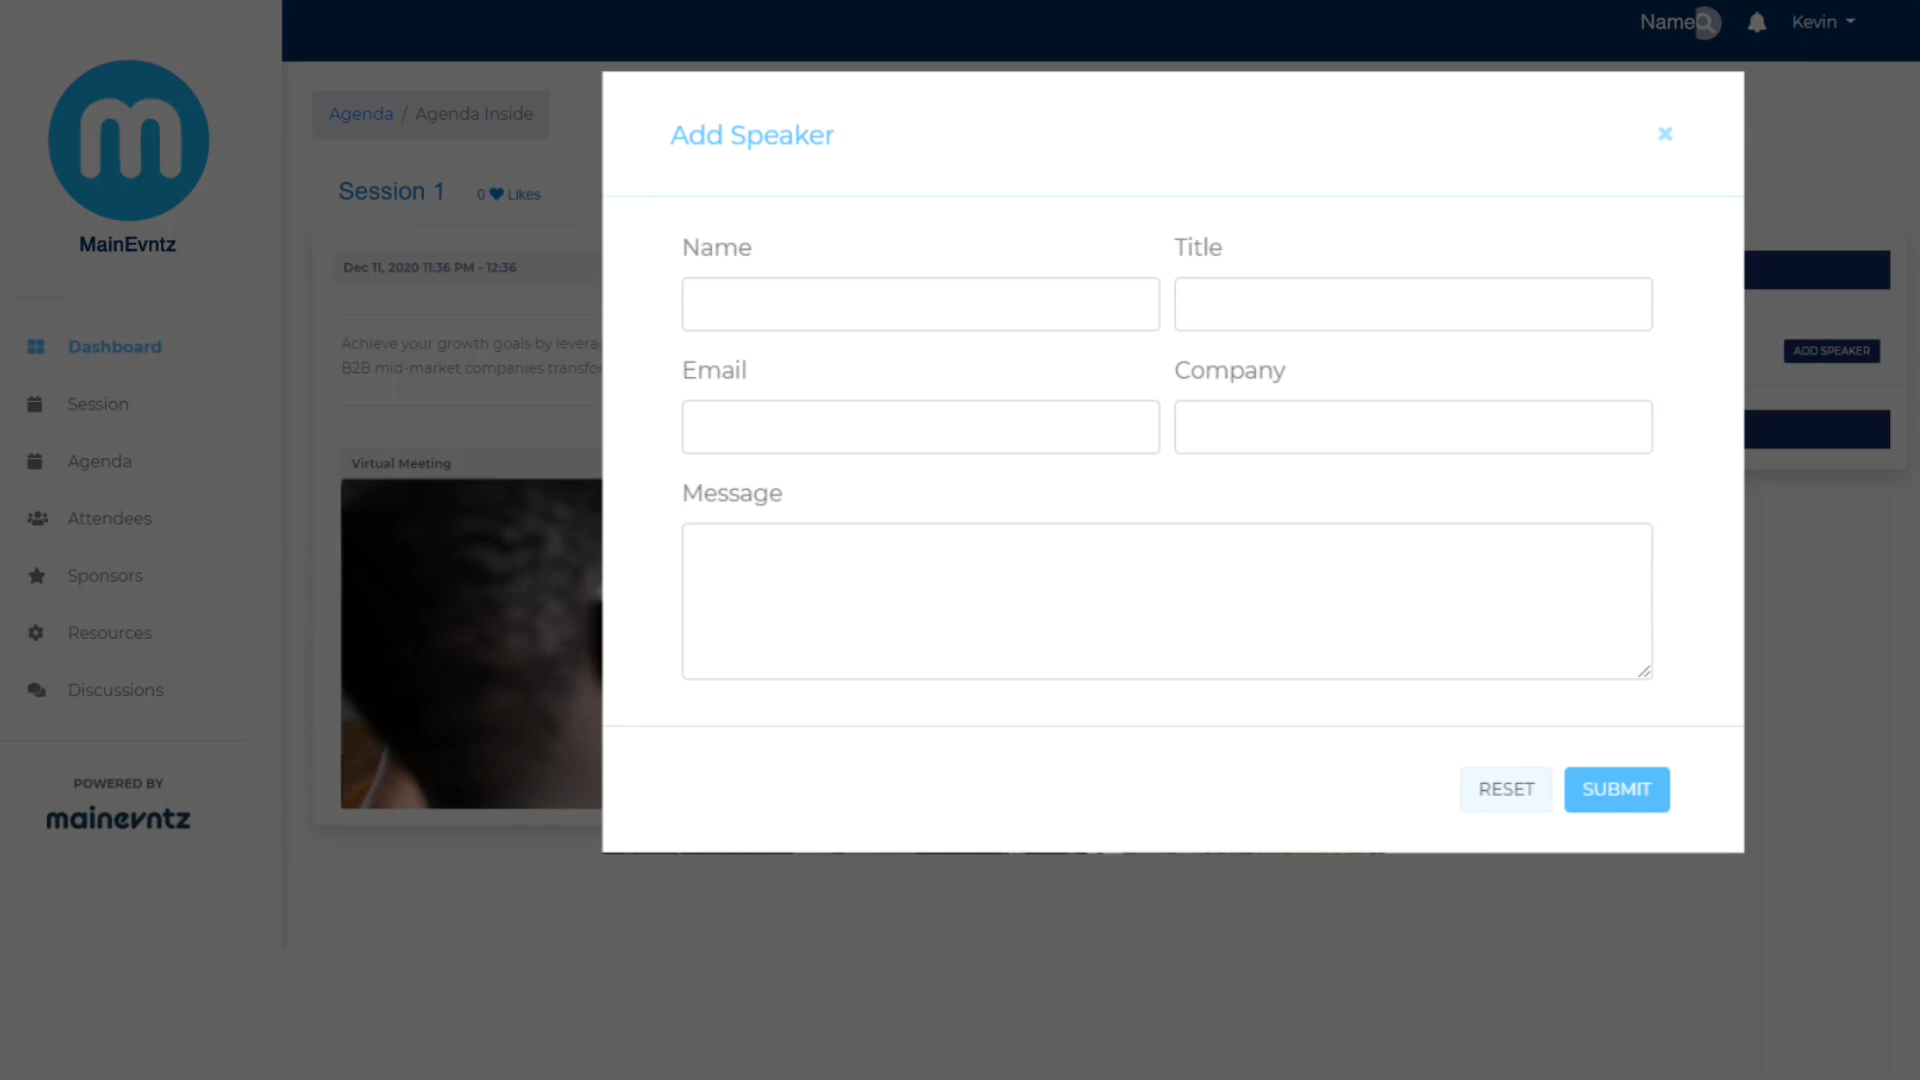 Name
Kevin
MainEvntz
Dashboard
Session
Agenda
Attendees
Sponsors
Resources
Discussions
POWERED BY
mainevntz
Agenda / Agenda Inside
Session 1
0 Likes
Dec 11, 2020 11:36 PM - 12:36
Achieve your growth goals by
B2B mid-market companies
Virtual Meeting
ADD SPEAKER
Add Speaker
Name
Title
Email
Company
Message
RESET
SUBMIT